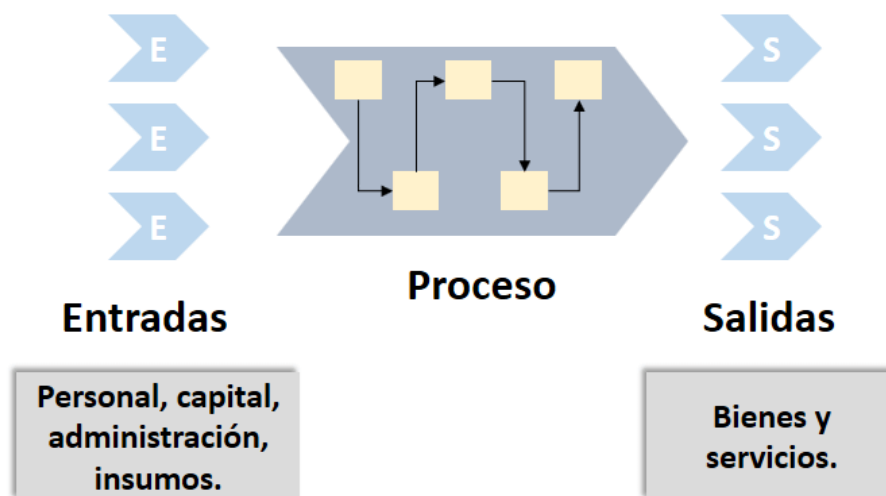 E
E
E
S
S
S
Proceso
Entradas
Salidas
Personal, capital,
administración,
insumos.
Bienes y
servicios.